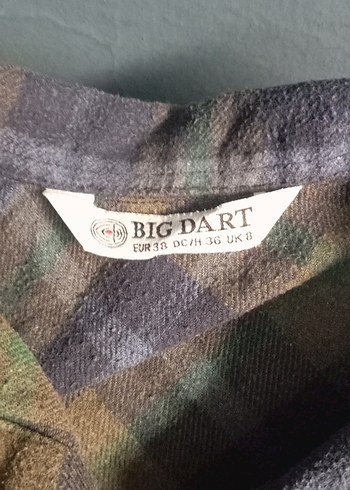 BIG DART
EUR 38 DC/H 36 UK 8